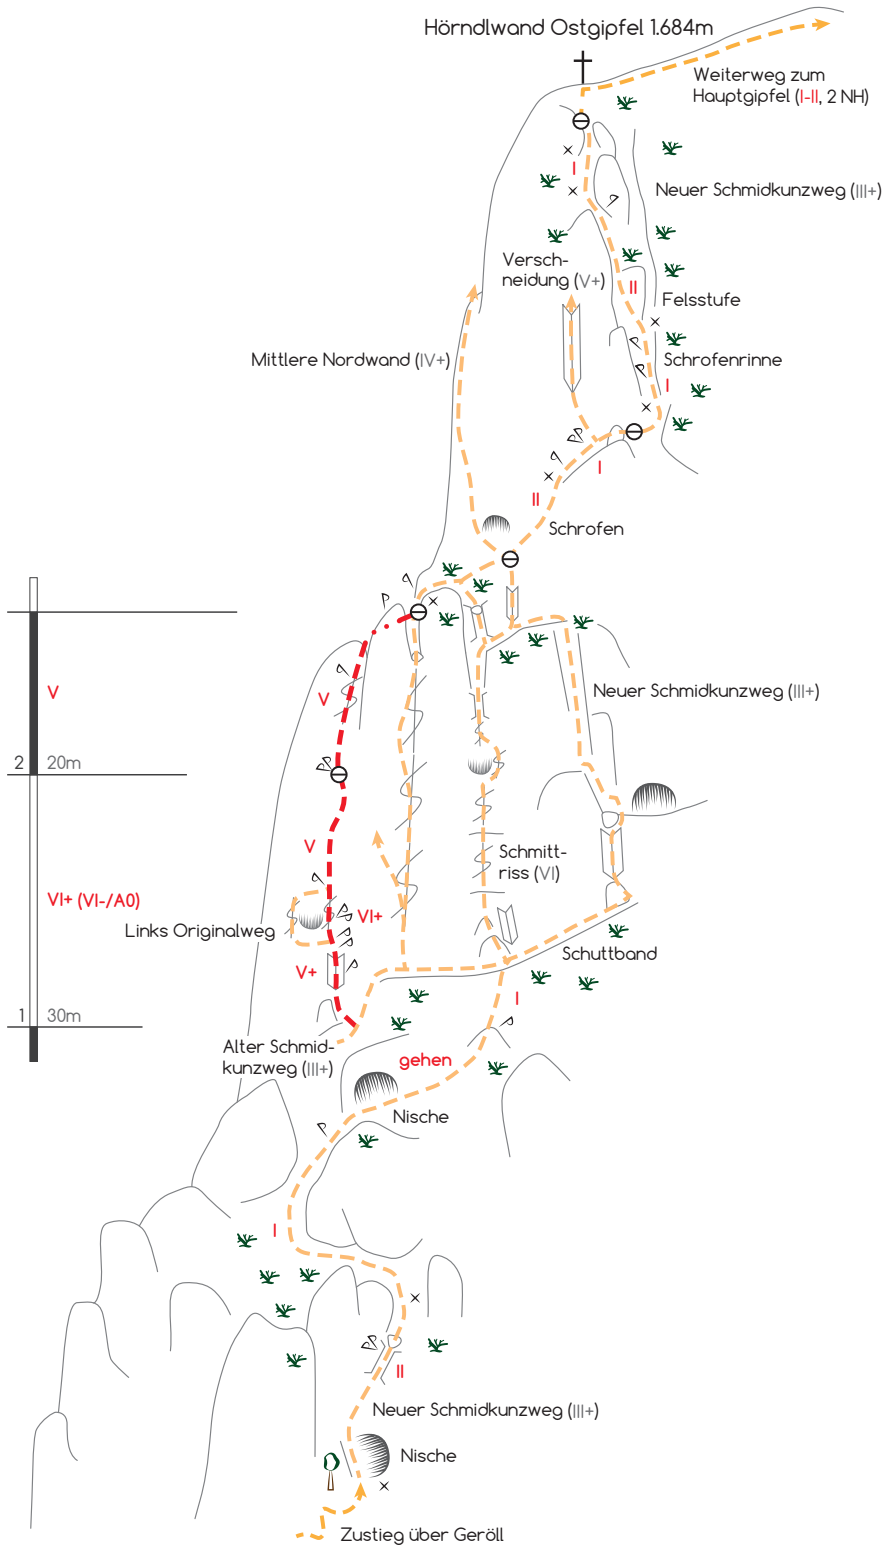 Hörndlwand Ostgipfel 1.684m
Weiterweg zum
Hauptgipfel (I-II, 2 NH)
I
Neuer Schmidkunzweg (III+)
Versch-
neidung (V+)
II
Felsstufe
Mittlere Nordwand (IV+)
Schrofenrinne
I
I
II
Schrofen
V
V
Neuer Schmidkunzweg (III+)
2 20m
V
Schmitt-
riss (VI)
VI+ (VI-/A0)
VI+
Links Originalweg
Schuttband
V+
I
1 30m
Alter Schmid-
kunzweg (III+)
gehen
Nische
I
II
Neuer Schmidkunzweg (III+)
Nische
Zustieg über Geröll